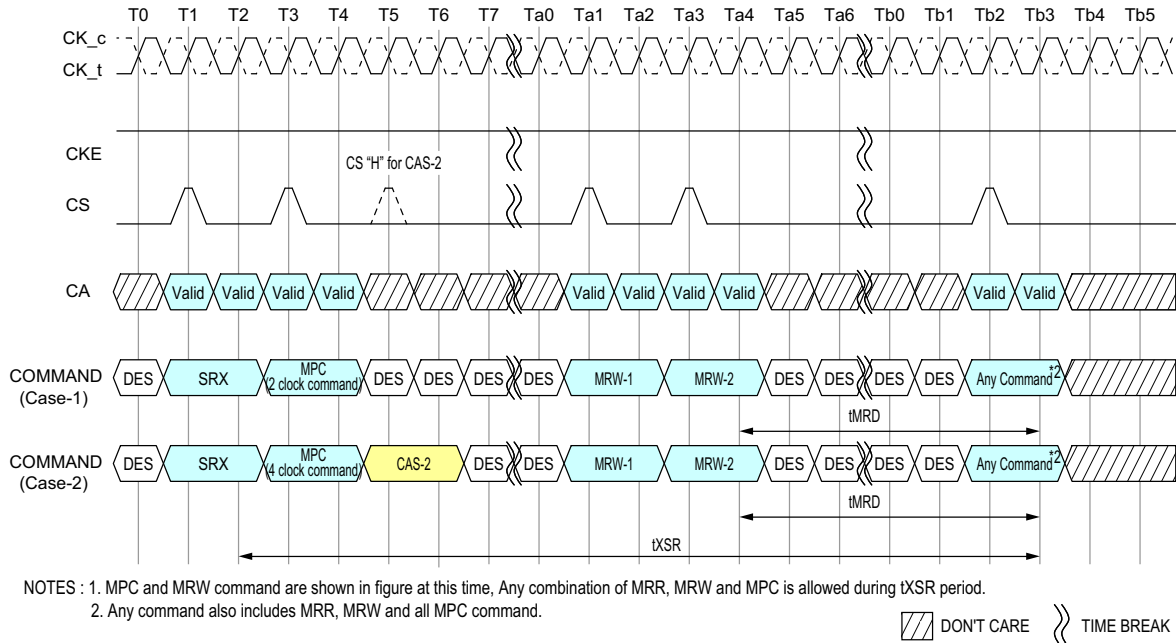 T0 T1 T2 T3 T4 T5 T6 T7 Ta0 Ta1 Ta2 Ta3 Ta4 Ta5 Ta6 Tb0 Tb1 Tb2 Tb3 Tb4 Tb5
CK_c
CK_t
CKE
CS “H” for CAS-2
CS
CA Valid Valid Valid Valid Valid Valid Valid Valid Valid Valid
COMMAND (Case-1) DES SRX MPC (2 clock command) DES DES DES DES MRW-1 MRW-2 DES DES DES DES Any Command*2
tMRD
COMMAND (Case-2) DES SRX MPC (4 clock command) CAS-2 DES DES MRW-1 MRW-2 DES DES DES DES Any Command*2
tMRD
tXSR
NOTES : 1. MPC and MRW command are shown in figure at this time, Any combination of MRR, MRW and MPC is allowed during tXSR period.
2. Any command also includes MRR, MRW and all MPC command.
DON'T CARE TIME BREAK